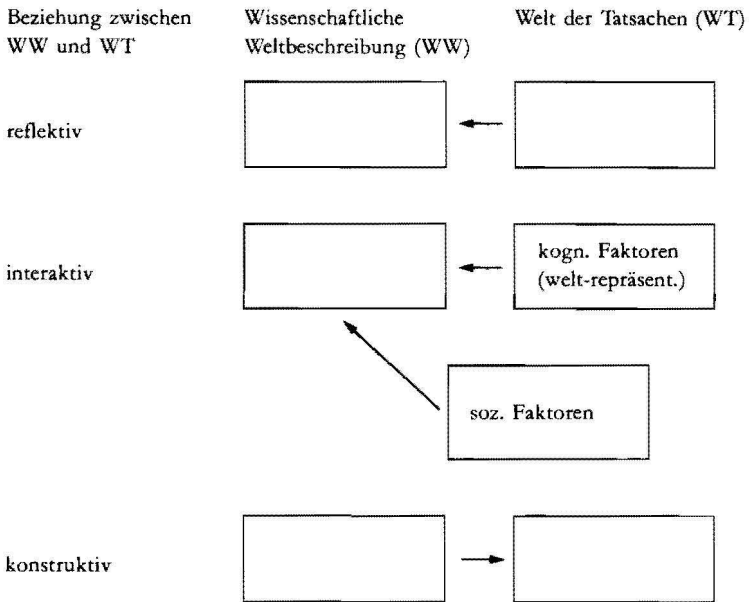 Beziehung zwischen
WW und WT
Wissenschaftliche
Weltbeschreibung (WW)
Welt der Tatsachen (WT)
reflektiv
interaktiv
kogn. Faktoren
(welt-repräsent.)
soz. Faktoren
konstruktiv